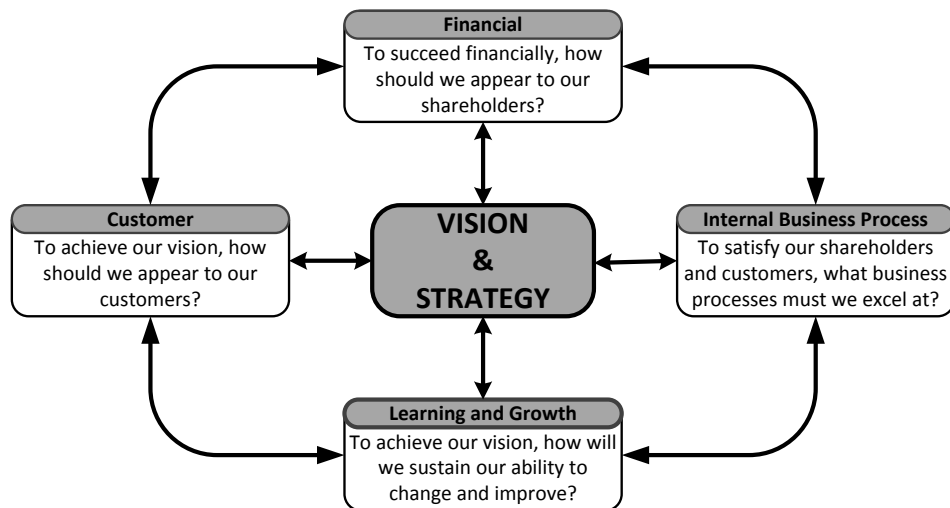 Financial
To succeed financially, how
should we appear to our
shareholders?
Customer
To achieve our vision, how
should we appear to our
customers?
VISION
&
STRATEGY
Internal Business Process
To satisfy our shareholders
and customers, what business
processes must we excel at?
Learning and Growth
To achieve our vision, how will
we sustain our ability to
change and improve?